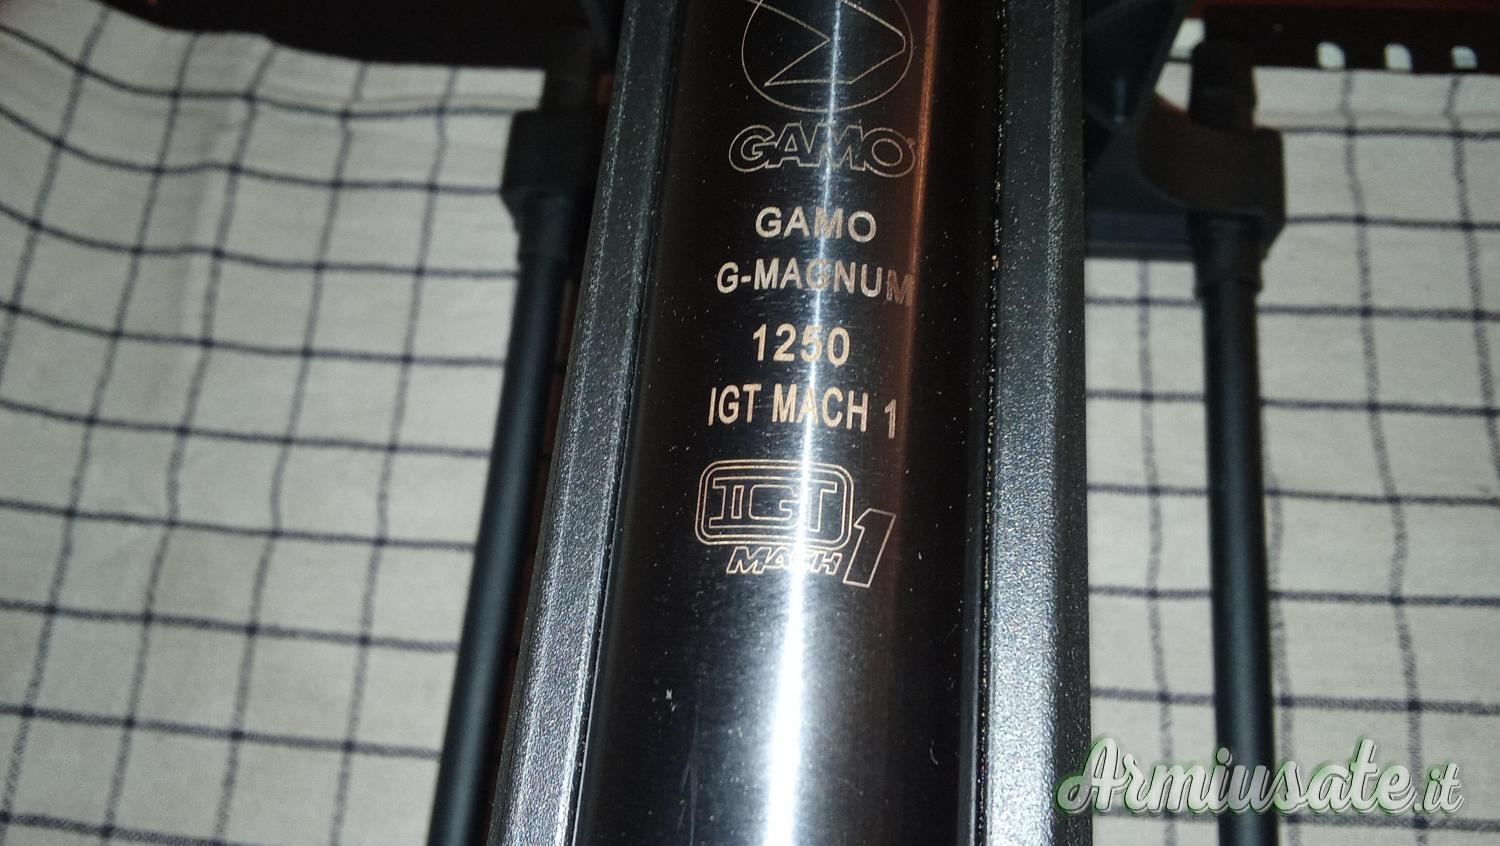 GAMO
GAMO
G-MAGNUM
1250
IGT MACH 1
IGT
MACH 1
Armiusate.it